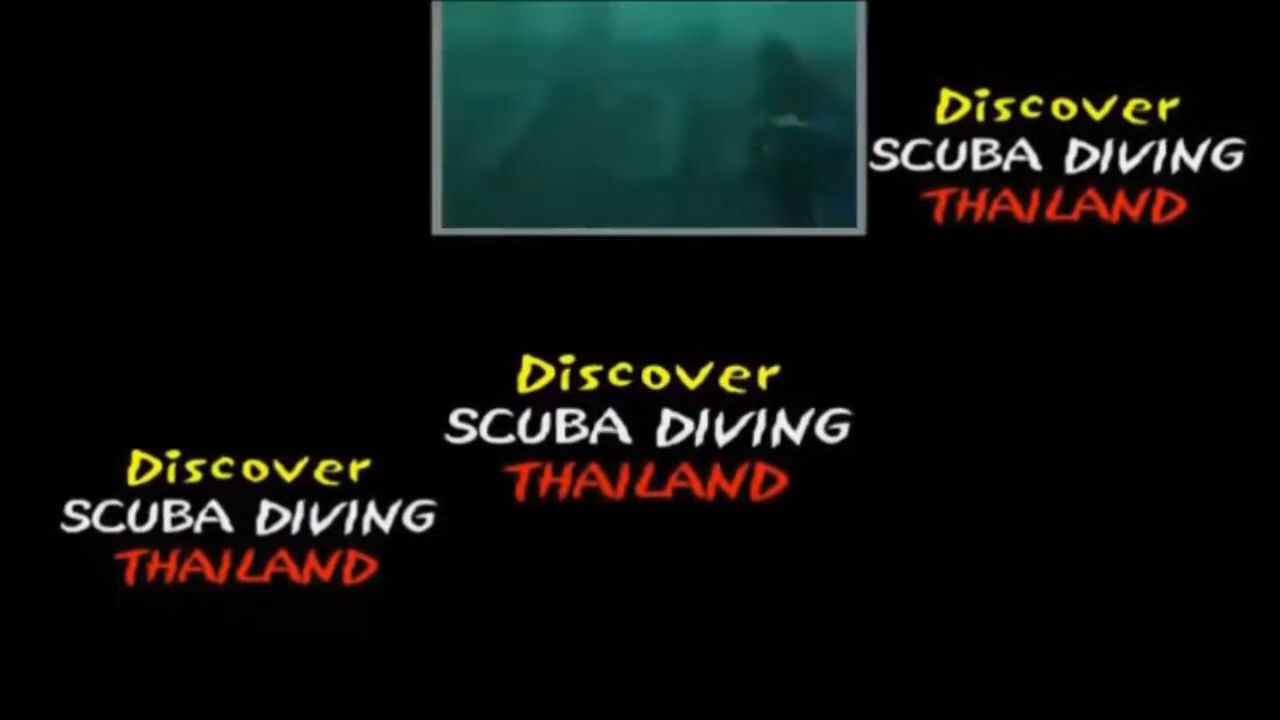 Discover
SCUBA DIVING
THAILAND
Discover
SCUBA DIVING
THAILAND
Discover
SCUBA DIVING
THAILAND